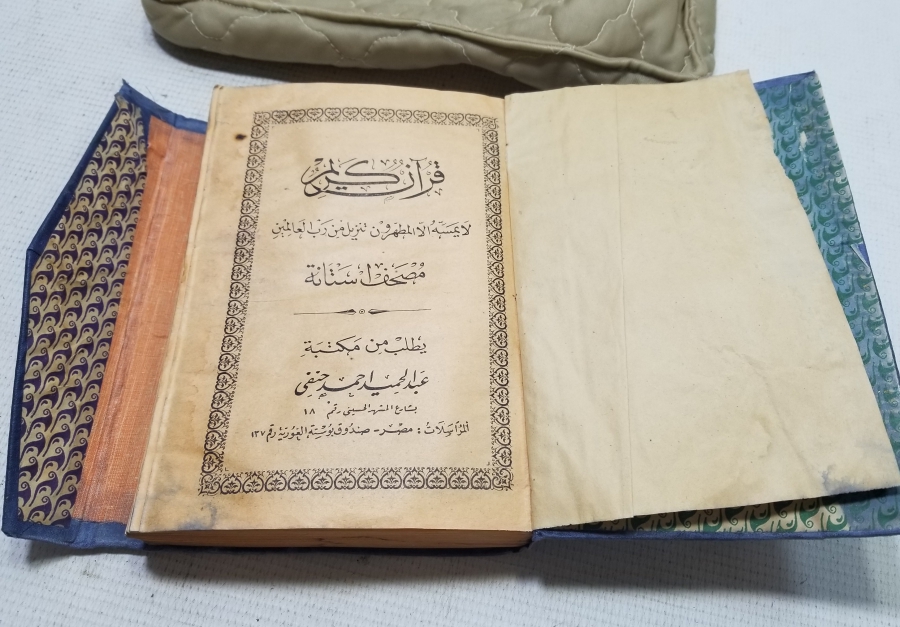 قرآن كريم
لا يمسه الا المطهرون تنزيل من رب العالمين
مصحف استانة
يطلب من مكتبة
عبد الحميد احمد حنفى
بشارع المشهد الحسينى رقم ١٨
المراسلات : مصر - صندوق بوستة الغورية رقم ١٣٧